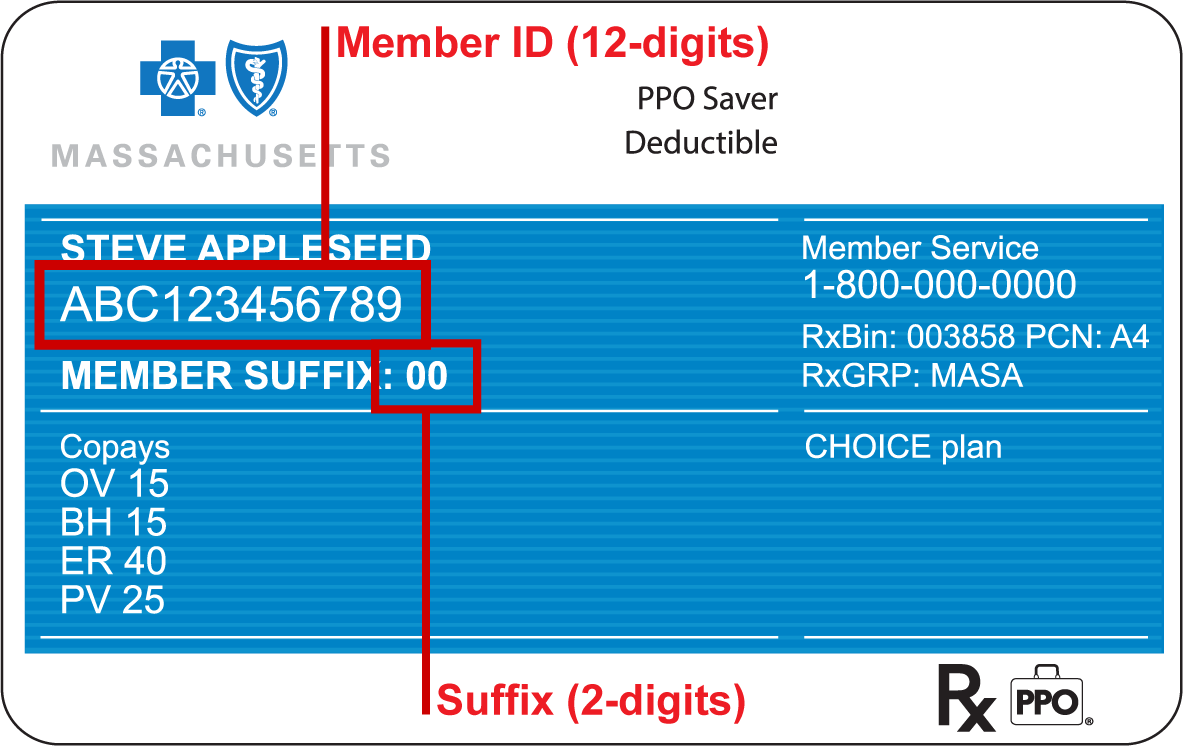 Member ID (12-digits)
PPO Saver
Deductible
MASSACHUSETTS
STEVE APPLESEED
ABC123456789
MEMBER SUFFIX: 00
Member Service
1-800-000-0000
RxBin: 003858 PCN: A4
RxGRP: MASA
Copays
OV 15
BH 15
ER 40
PV 25
CHOICE plan
Suffix (2-digits)
Rx
PPO®